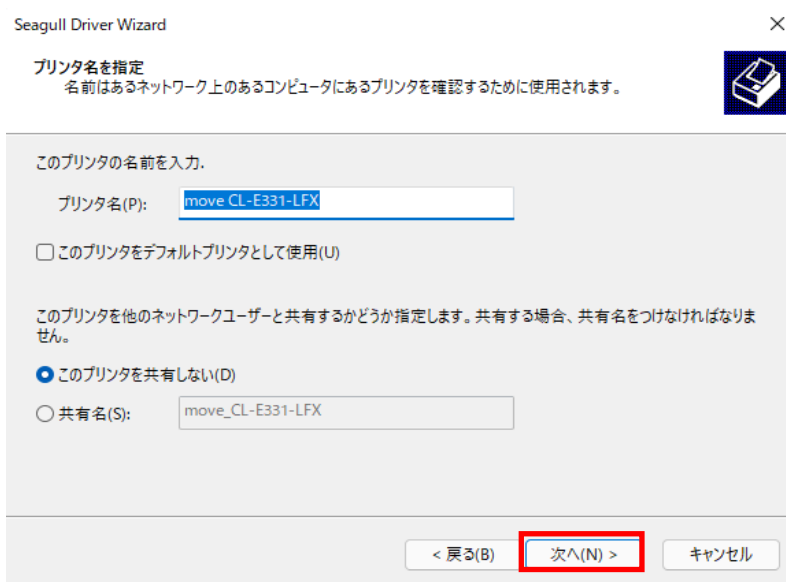 Seagull Driver Wizard
プリンタ名を指定
名前はあるネットワーク上のあるコンピュータにあるプリンタを確認するために使用されます。
このプリンタの名前を入力.
プリンタ名(P): move CL-E331-LFX
このプリンタをデフォルトプリンタとして使用(U)
このプリンタを他のネットワークユーザーと共有するかどうか指定します。共有する場合、共有名をつけなければなりま
せん。
このプリンタを共有しない(D)
共有名(S): move_CL-E331-LFX
< 戻る(B) 次へ(N) > キャンセル